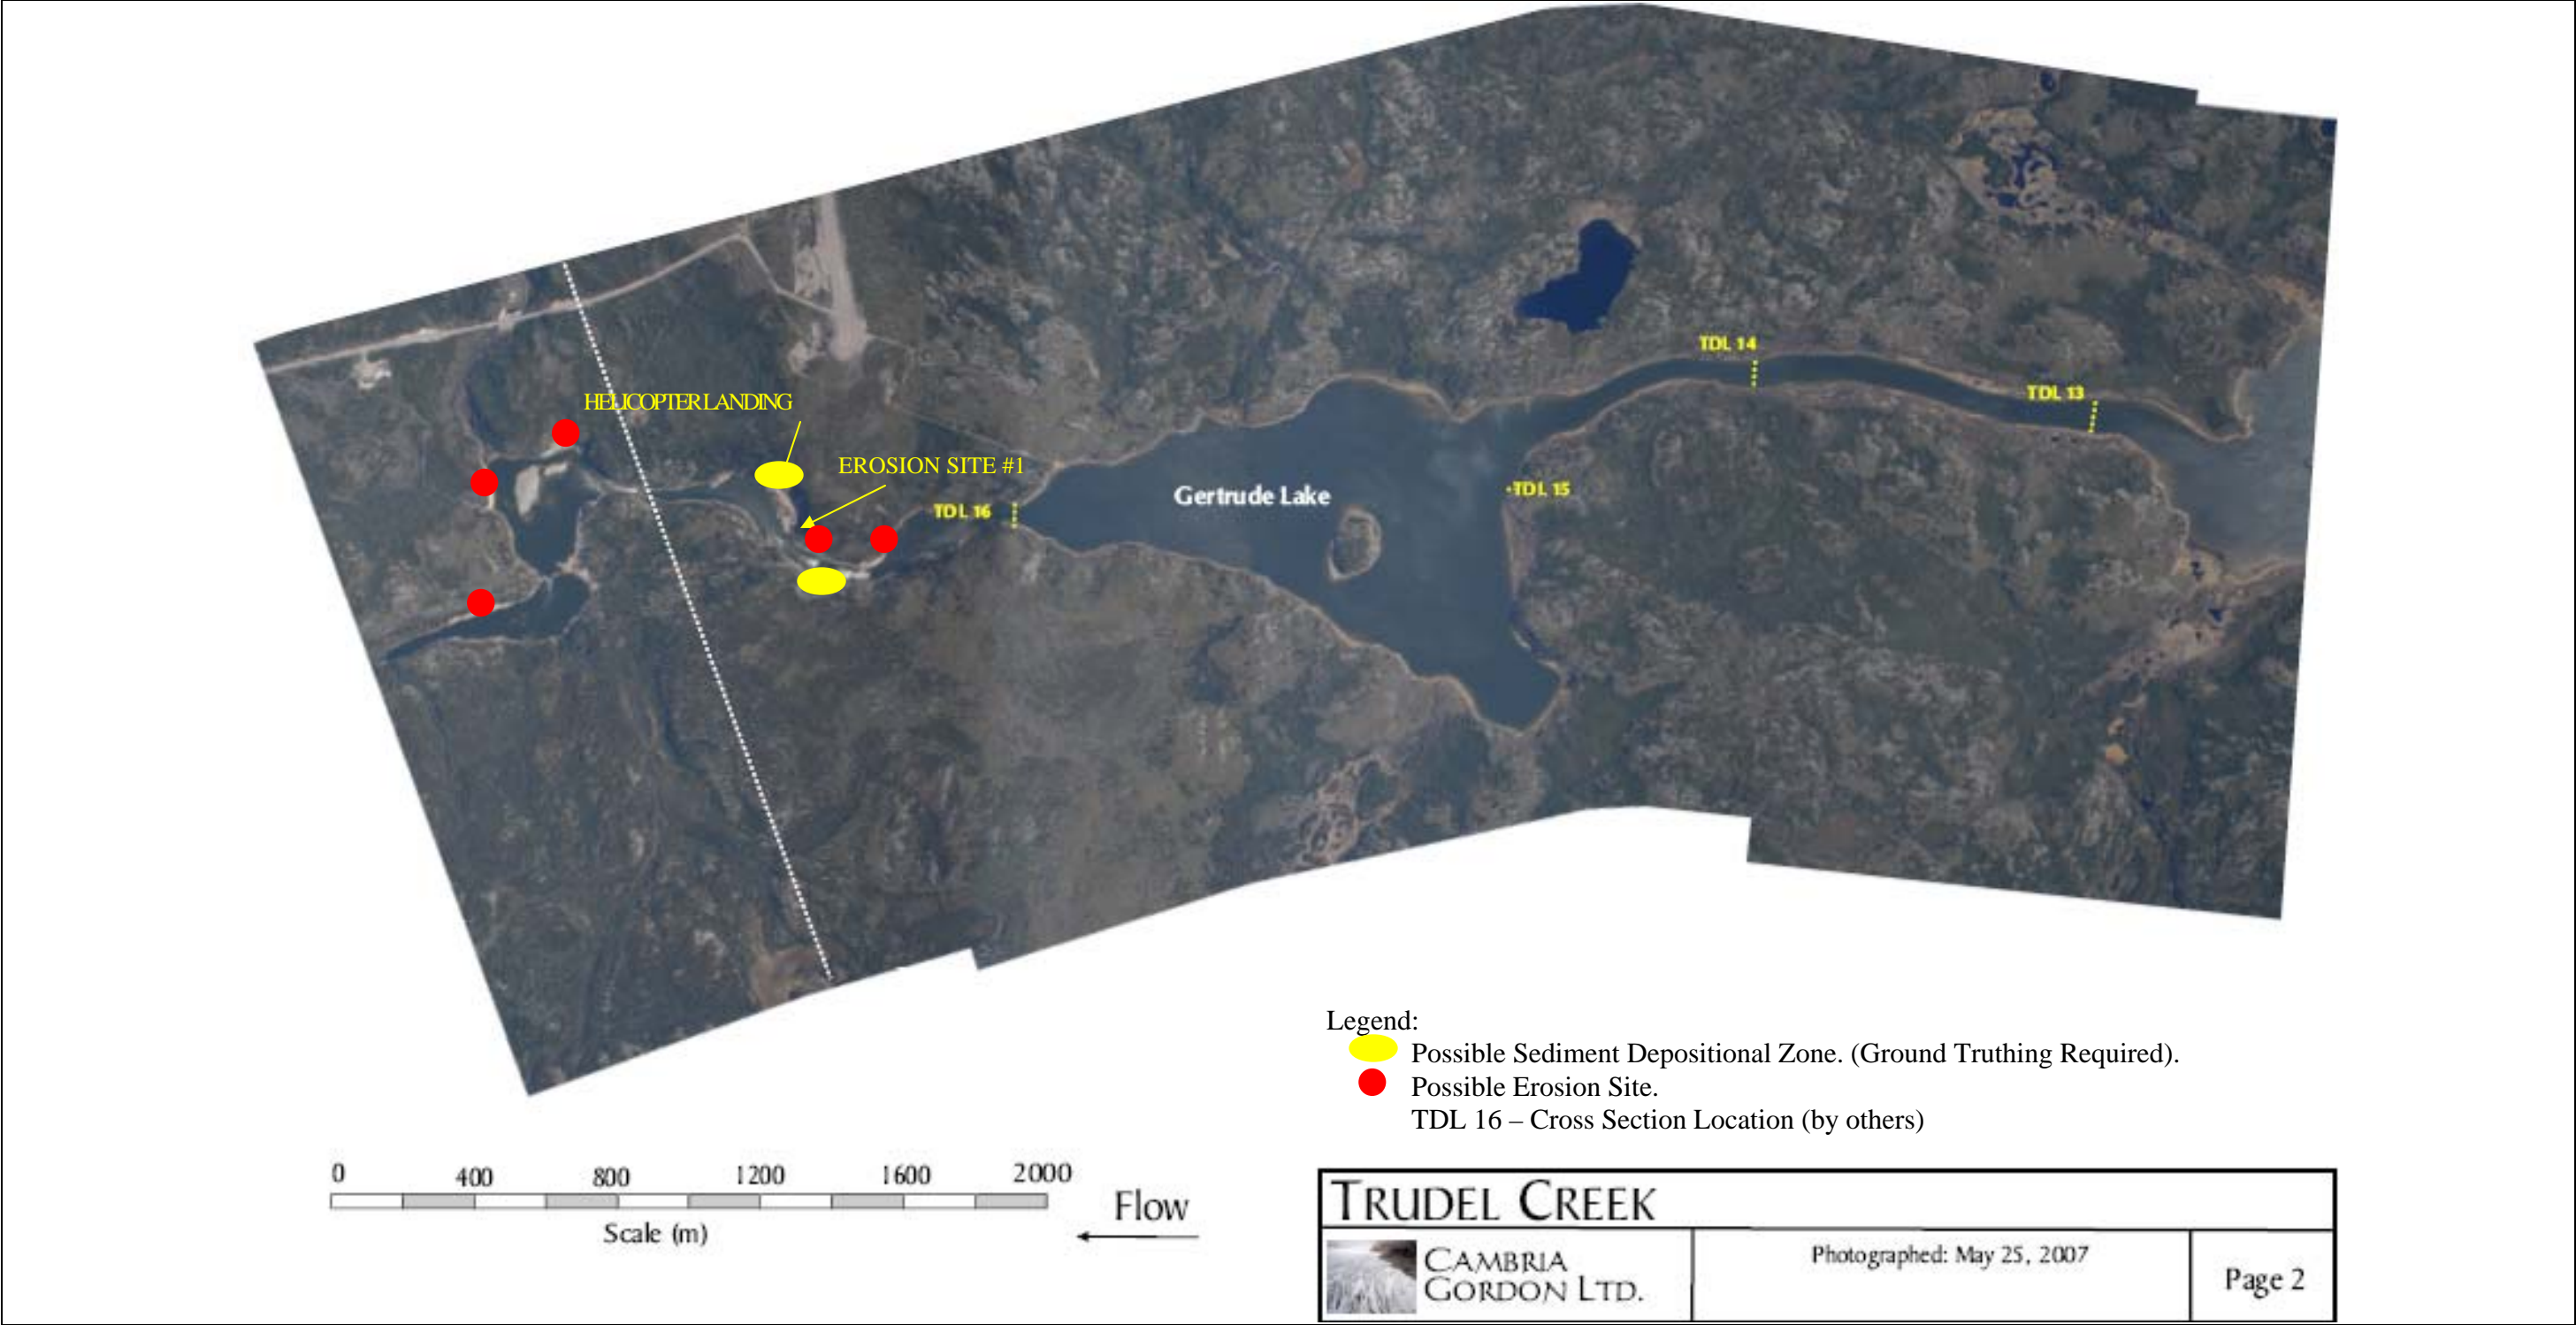 TDL 14
TDL 13
HELICOPTER LANDING
EROSION SITE #1
TDL 16
Gertrude Lake
TDL 15
Legend:
Possible Sediment Depositional Zone. (Ground Truthing Required).
Possible Erosion Site.
TDL 16 – Cross Section Location (by others)
0 400 800 1200 1600 2000
Scale (m)
Flow
TRUDEL CREEK
CAMBRIA
GORDON LTD.
Photographed: May 25, 2007
Page 2